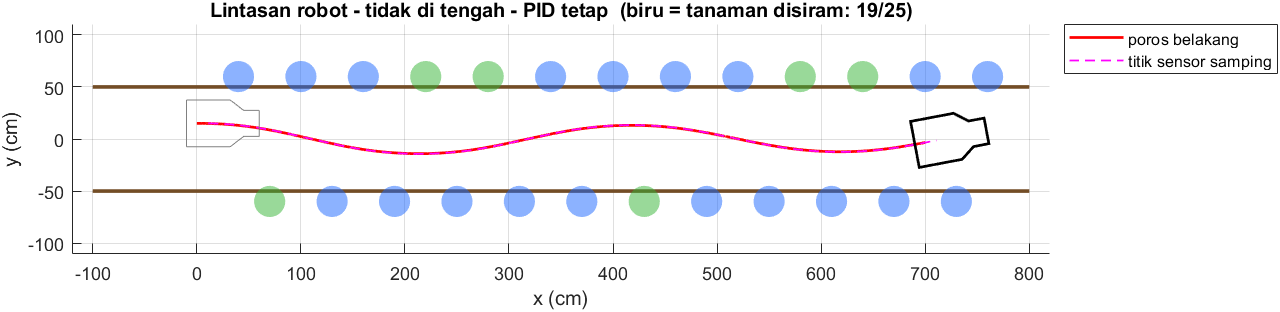 Lintasan robot - tidak di tengah - PID tetap  (biru = tanaman disiram: 19/25)
poros belakang
titik sensor samping
100
50
0
-50
-100
y (cm)
-100 0 100 200 300 400 500 600 700 800
x (cm)